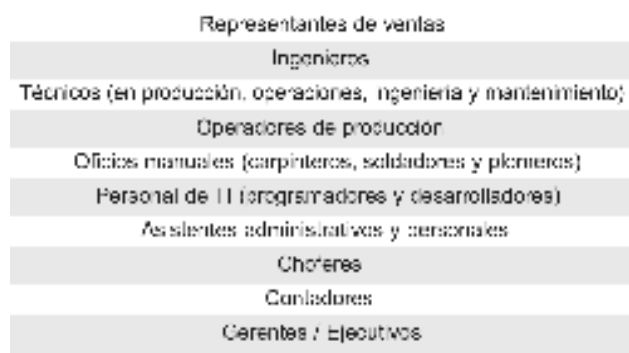 Representantes de ventas
Ingenieros
Técnicos (en producción, operaciones, ingeniería y mantenimiento)
Operadores de producción
Oficios manuales (carpinteros, soldadores y plomeros)
Personal de TI (programadores y desarrolladores)
Asistentes administrativos y personales
Choferes
Contadores
Gerentes / Ejecutivos